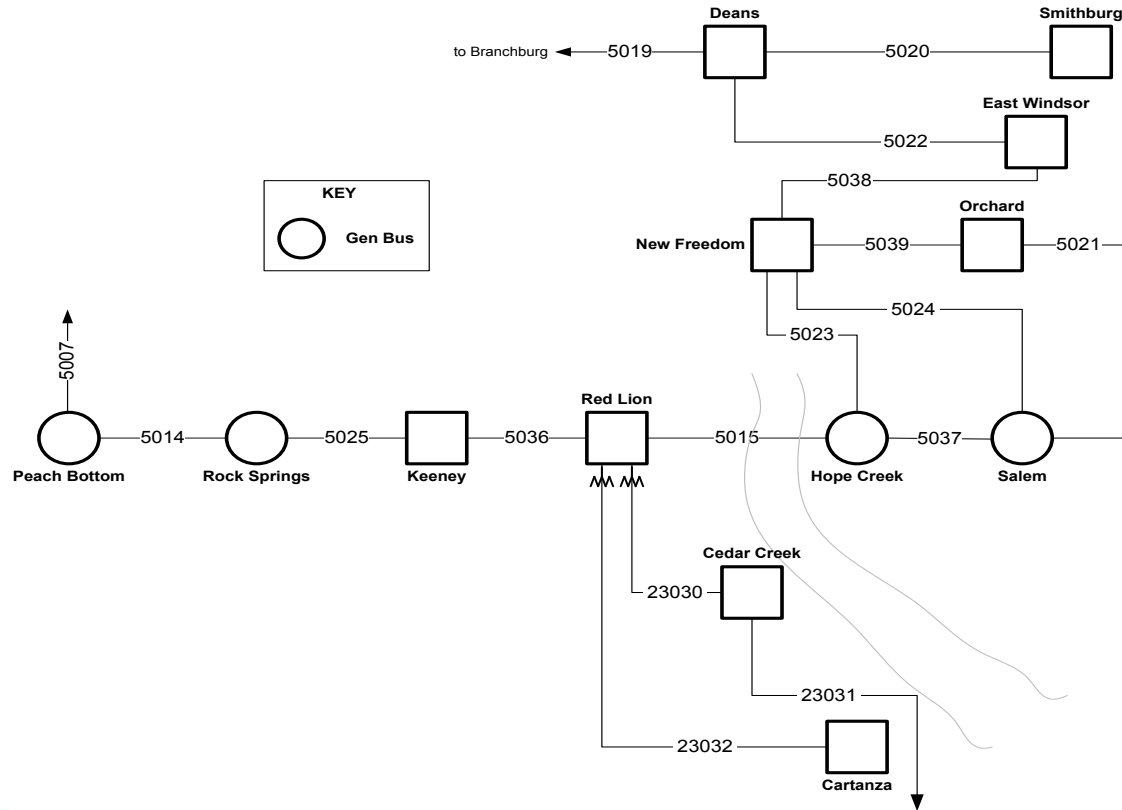 Deans
Smithburg
to Branchburg
5019
5020
East Windsor
5022
KEY
Gen Bus
5038
Orchard
New Freedom
5039
5021
5024
5023
5007
Red Lion
5014
5025
5036
5015
5037
Peach Bottom
Rock Springs
Keeney
Hope Creek
Salem
Cedar Creek
23030
23031
23032
Cartanza